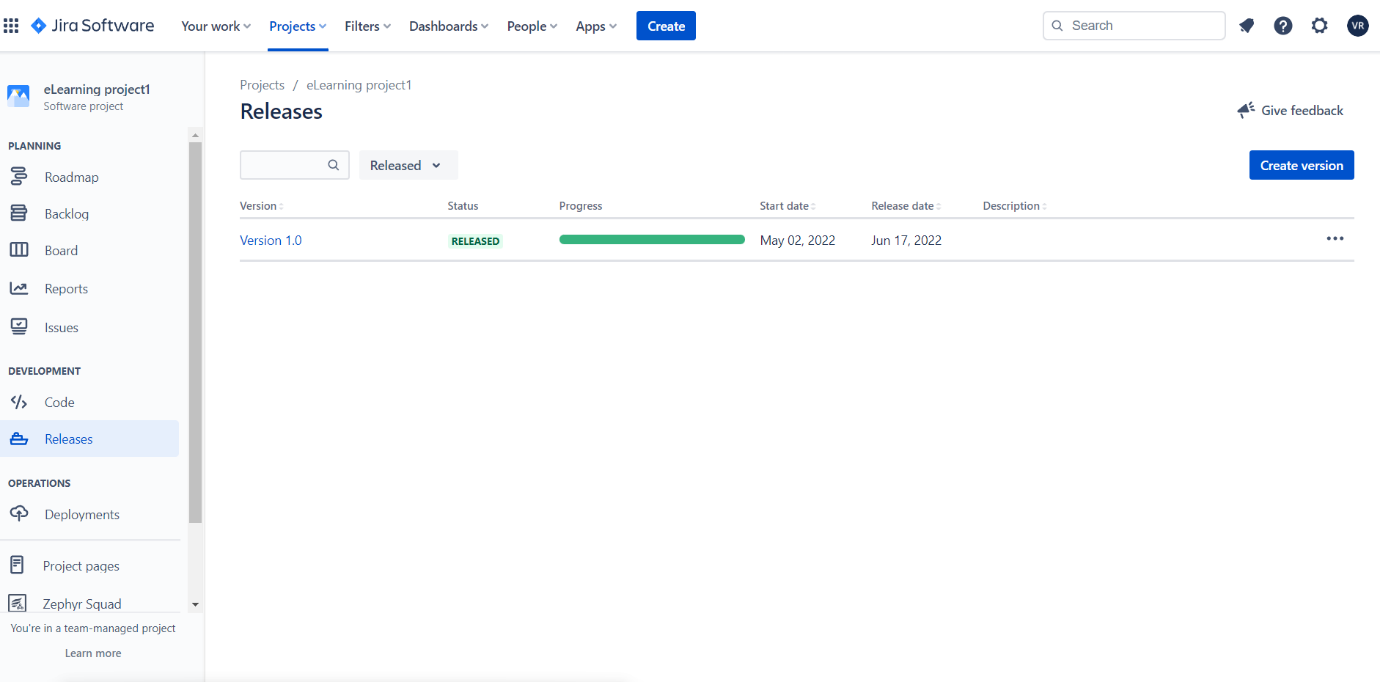 Jira Software Your work Projects Filters Dashboards People Apps Create Search VR
eLearning project1
Software project
PLANNING
Roadmap
Backlog
Board
Reports
Issues
DEVELOPMENT
Code
Releases
OPERATIONS
Deployments
Project pages
Zephyr Squad
You're in a team-managed project
Learn more
Projects / eLearning project1
Releases
Give feedback
Released
Create version
Version Status Progress Start date Release date Description
Version 1.0 RELEASED May 02, 2022 Jun 17, 2022